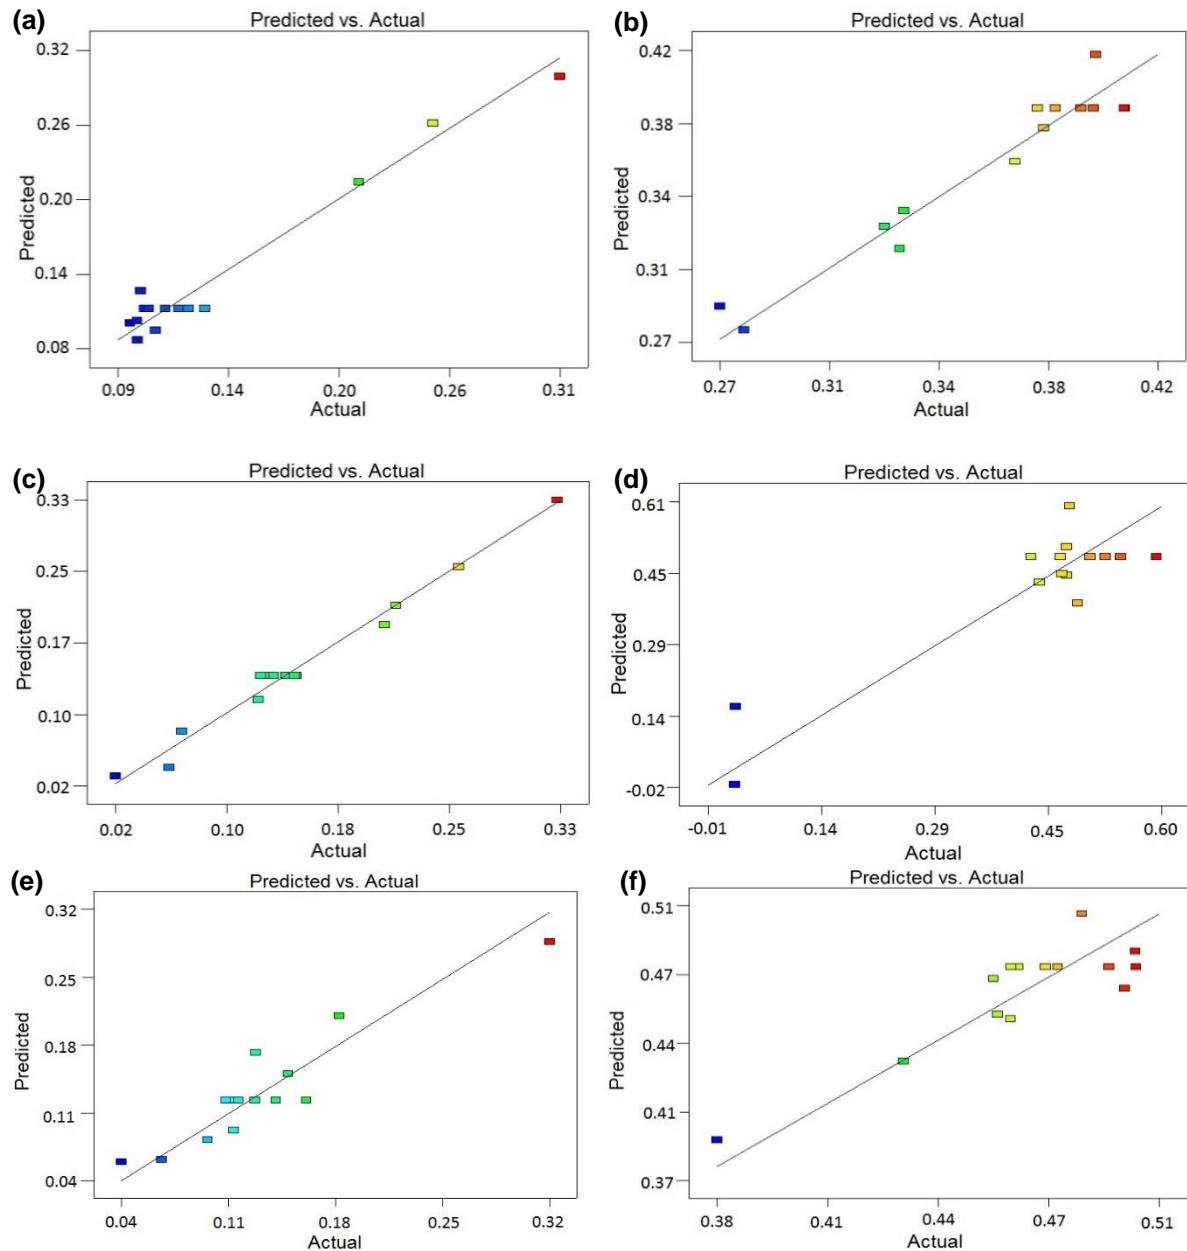 (a)
Predicted vs. Actual
0.32
0.26
0.20
0.14
0.08
Predicted
0.09 0.14 0.20 0.26 0.31
Actual
(b)
Predicted vs. Actual
0.42
0.38
0.34
0.31
0.27
Predicted
0.27 0.31 0.34 0.38 0.42
Actual
(c)
Predicted vs. Actual
0.33
0.25
0.17
0.10
0.02
Predicted
0.02 0.10 0.18 0.25 0.33
Actual
(d)
Predicted vs. Actual
0.61
0.45
0.29
0.14
-0.02
Predicted
-0.01 0.14 0.29 0.45 0.60
Actual
(e)
Predicted vs. Actual
0.32
0.25
0.18
0.11
0.04
Predicted
0.04 0.11 0.18 0.25 0.32
Actual
(f)
Predicted vs. Actual
0.51
0.47
0.44
0.41
0.37
Predicted
0.38 0.41 0.44 0.47 0.51
Actual